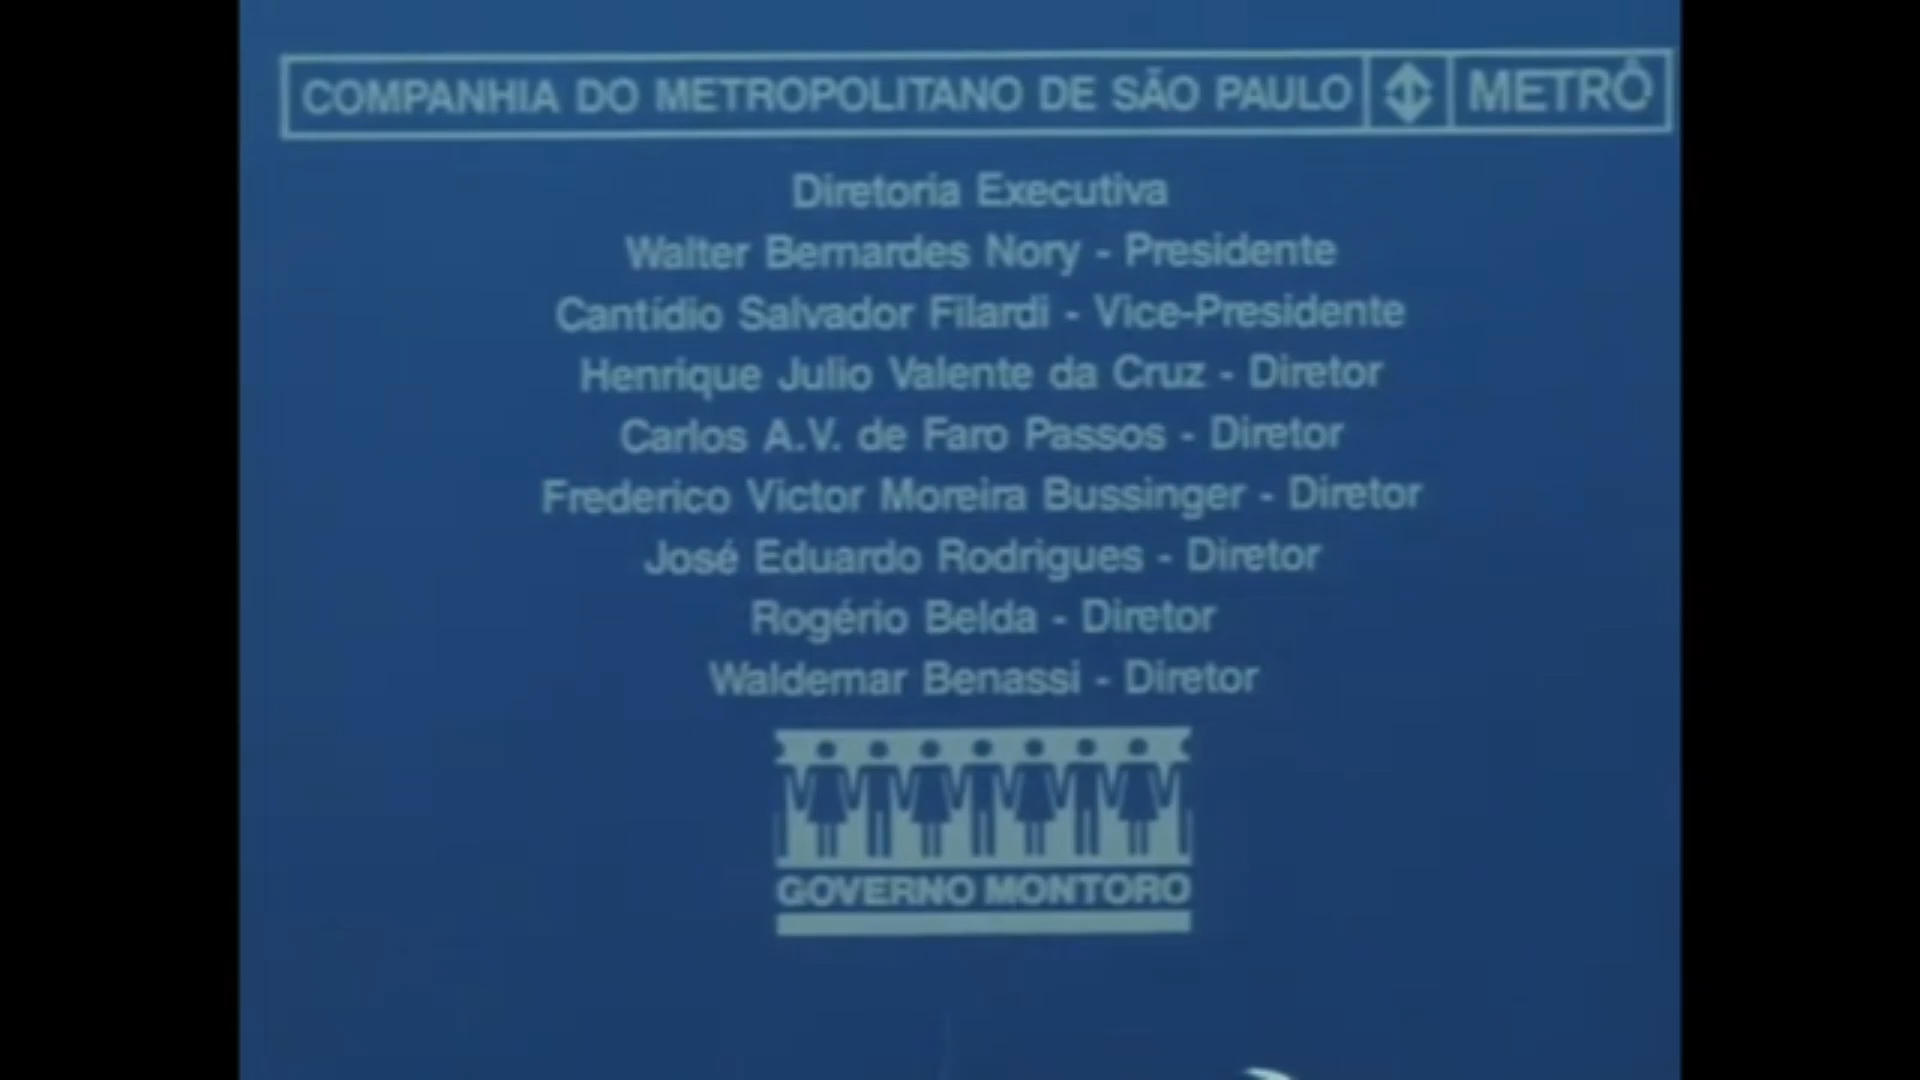 COMPANHIA DO METROPOLITANO DE SÃO PAULO METRÔ
Diretoria Executiva
Walter Bernardes Nory - Presidente
Cantídio Salvador Filardi - Vice-Presidente
Henrique Julio Valente da Cruz - Diretor
Carlos A.V. de Faro Passos - Diretor
Frederico Victor Moreira Bussinger - Diretor
José Eduardo Rodrigues - Diretor
Rogério Belda - Diretor
Waldemar Benassi - Diretor
GOVERNO MONTORO